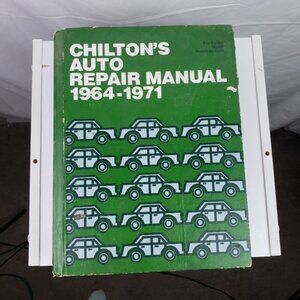 CHILTON'S
AUTO
REPAIR MANUAL
1964-1971